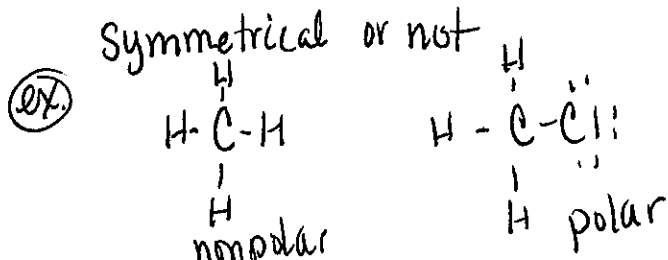 Symmetrical or not
ex.
H H
H-C-H H-C-Cl:
H H
nonpolar polar